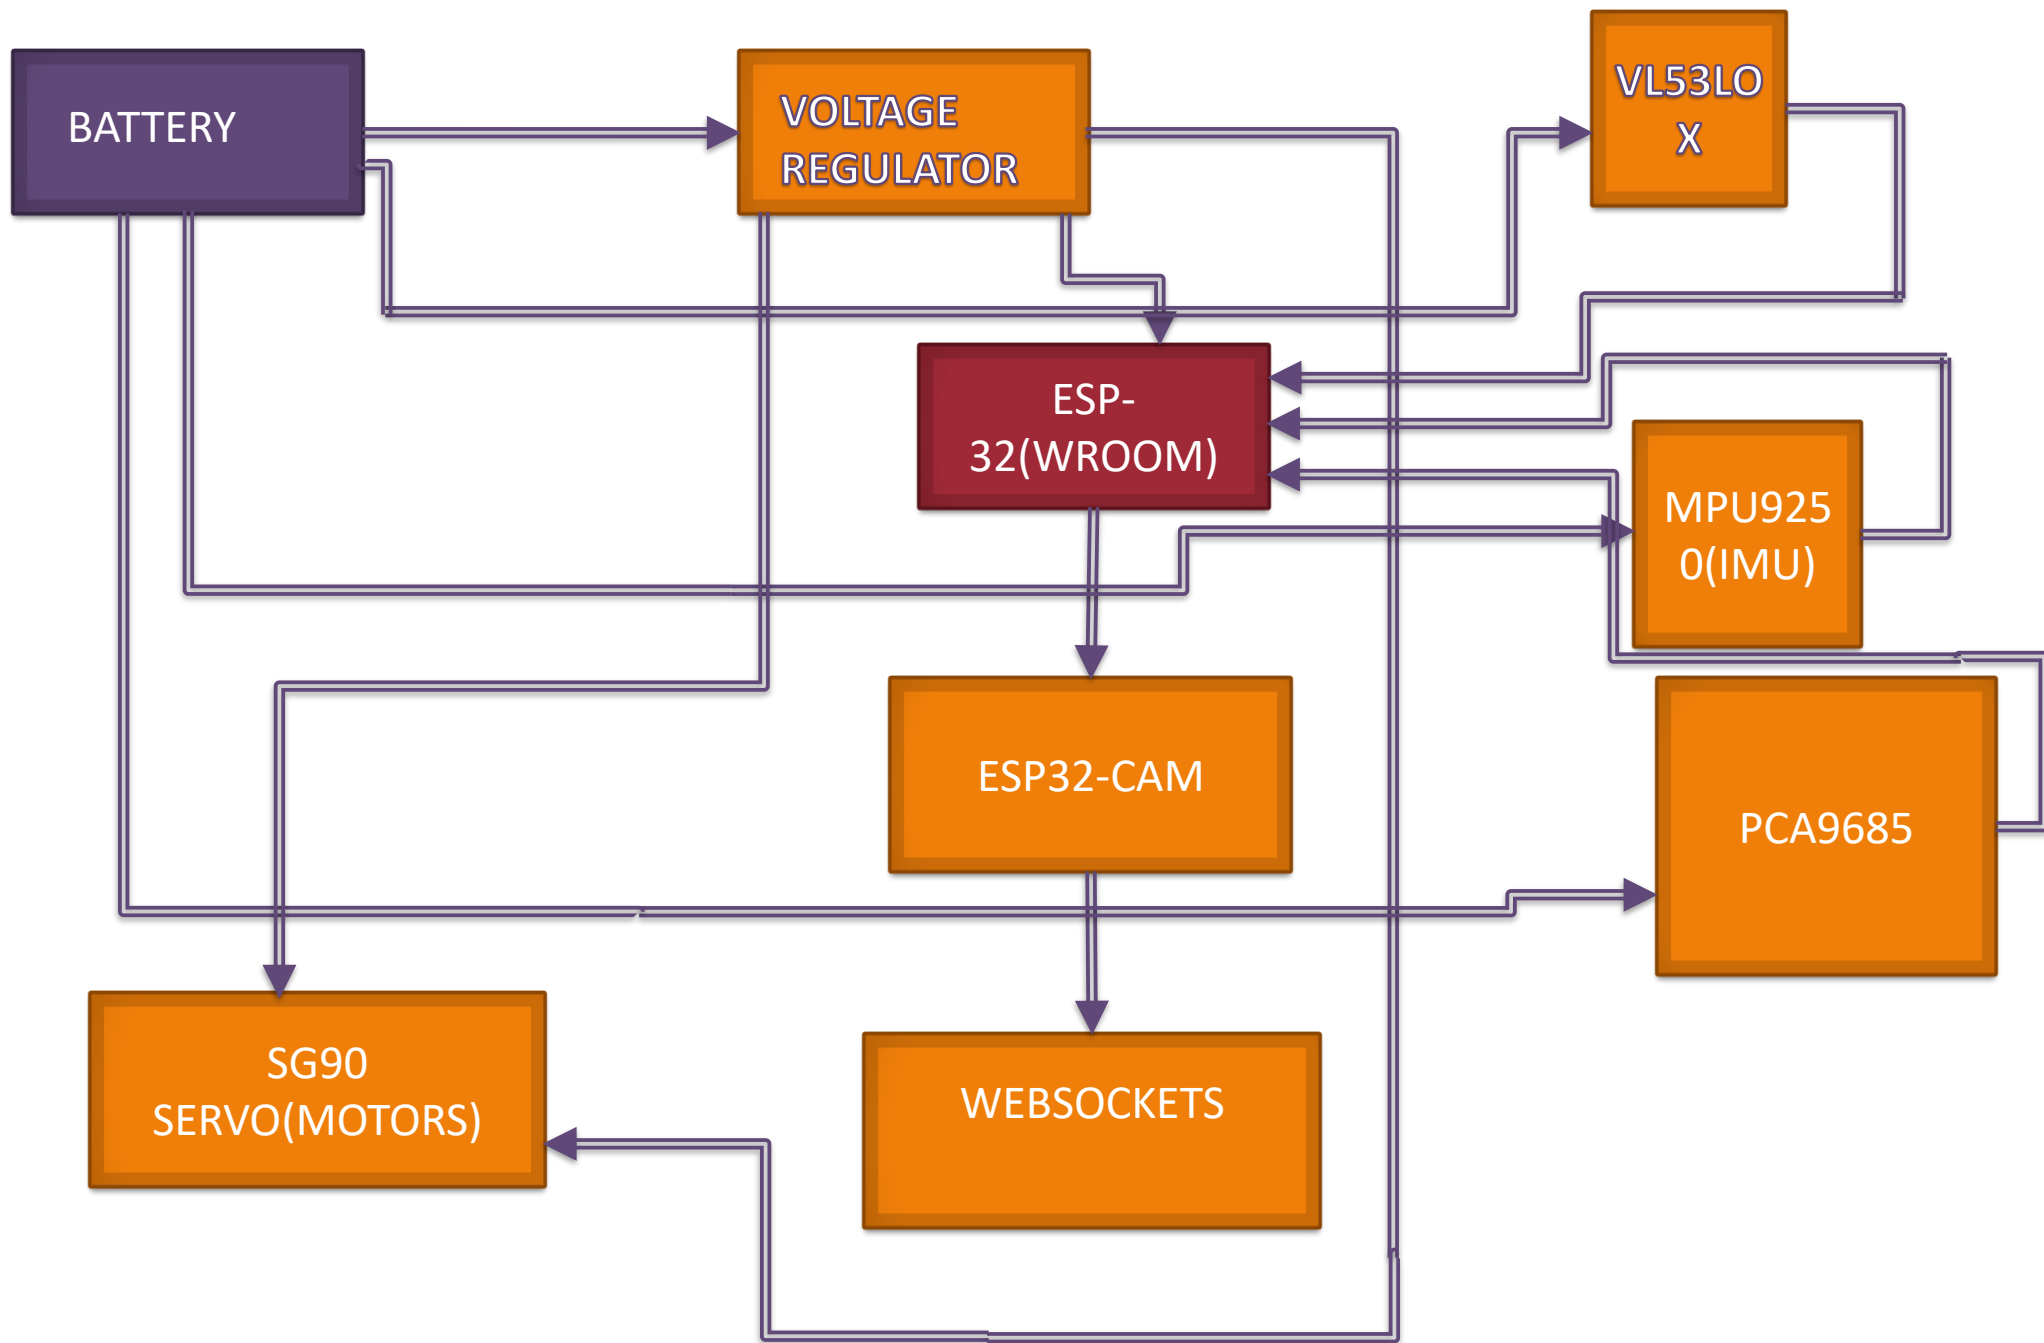 BATTERY
VOLTAGE
REGULATOR
VL53LO
X
ESP-
32(WROOM)
MPU925
0(IMU)
ESP32-CAM
PCA9685
SG90
SERVO(MOTORS)
WEBSOCKETS